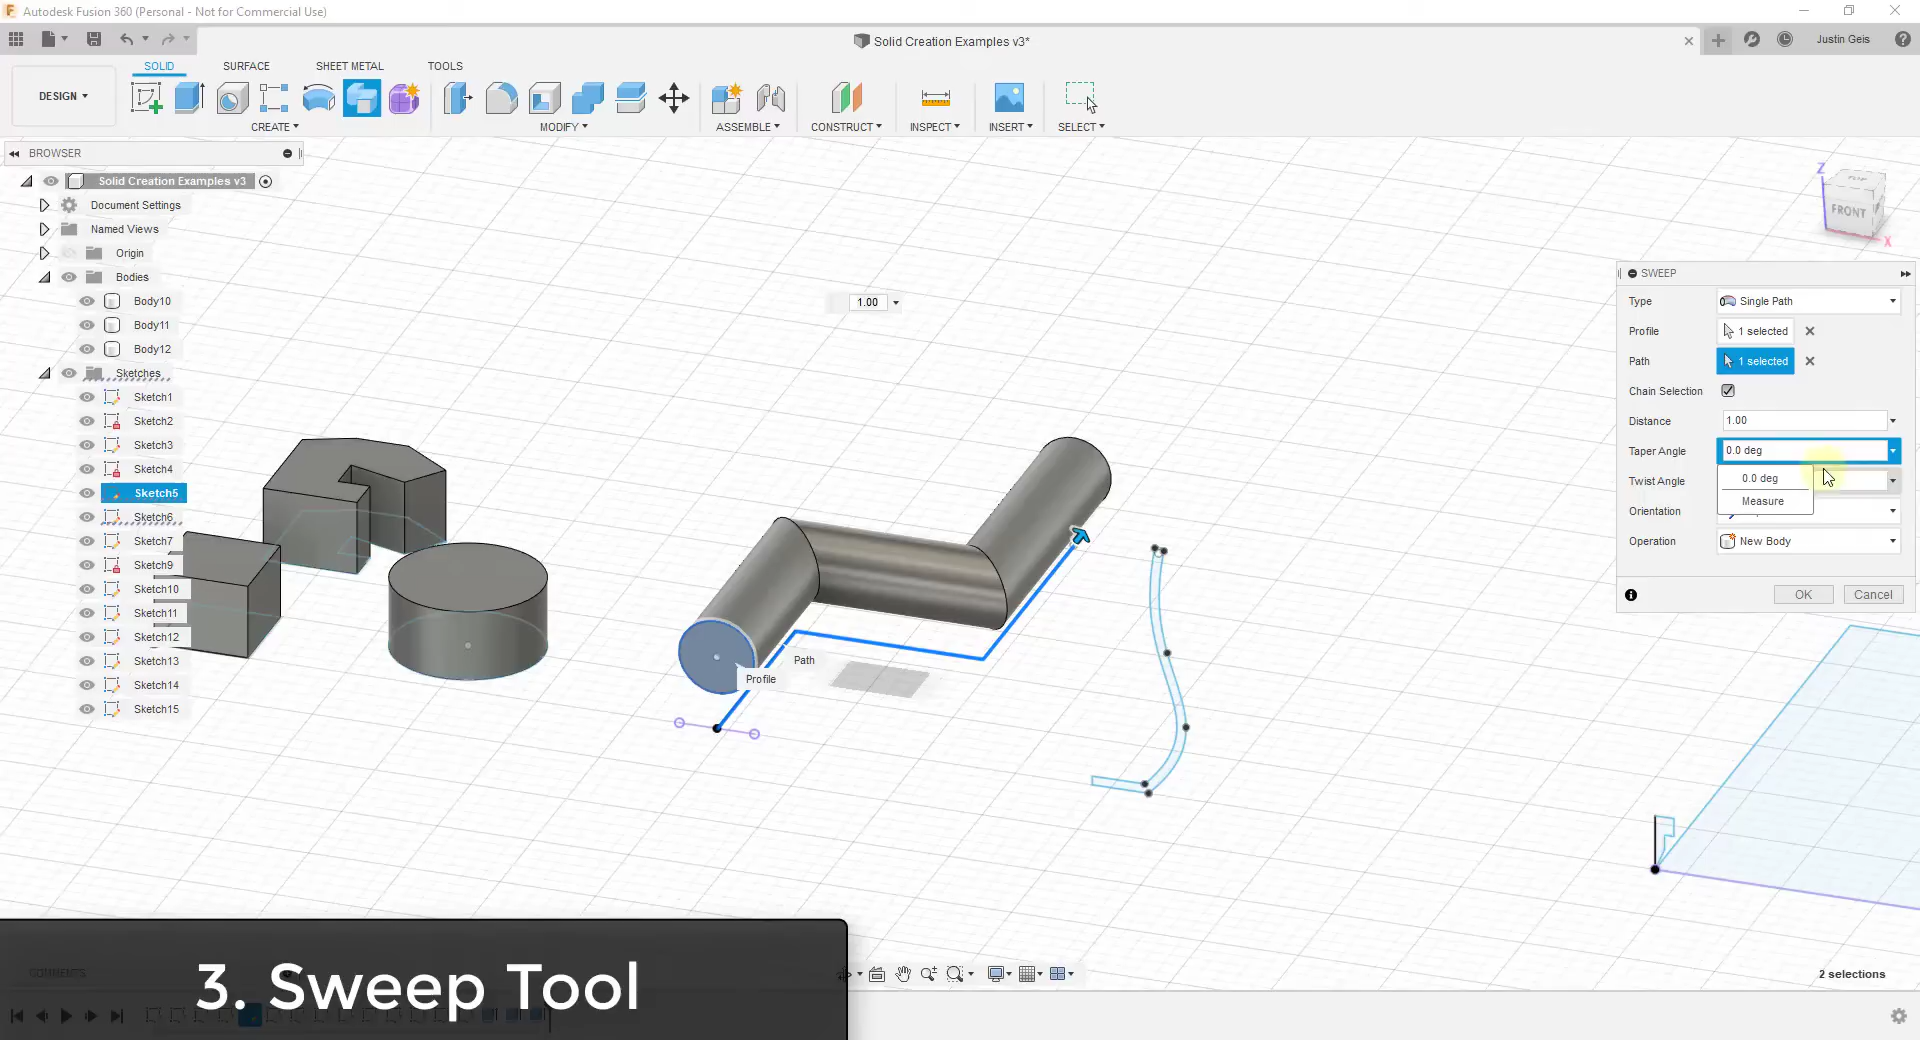 Autodesk Fusion 360 (Personal - Not for Commercial Use)
Solid Creation Examples v3*
Justin Geis
DESIGN
SOLID
SURFACE
SHEET METAL
TOOLS
CREATE
MODIFY
ASSEMBLE
CONSTRUCT
INSPECT
INSERT
SELECT
BROWSER
Solid Creation Examples v3
Document Settings
Named Views
Origin
Bodies
Body10
Body11
Body12
Sketches
Sketch1
Sketch2
Sketch3
Sketch4
Sketch5
Sketch6
Sketch7
Sketch9
Sketch10
Sketch11
Sketch12
Sketch13
Sketch14
Sketch15
1.00
Path
Profile
Z
FRONT
X
SWEEP
Type
Single Path
Profile
1 selected
Path
1 selected
Chain Selection
Distance
1.00
Taper Angle
0.0 deg
0.0 deg
Twist Angle
Measure
Orientation
Operation
New Body
OK
Cancel
COMMENTS
2 selections
3. Sweep Tool